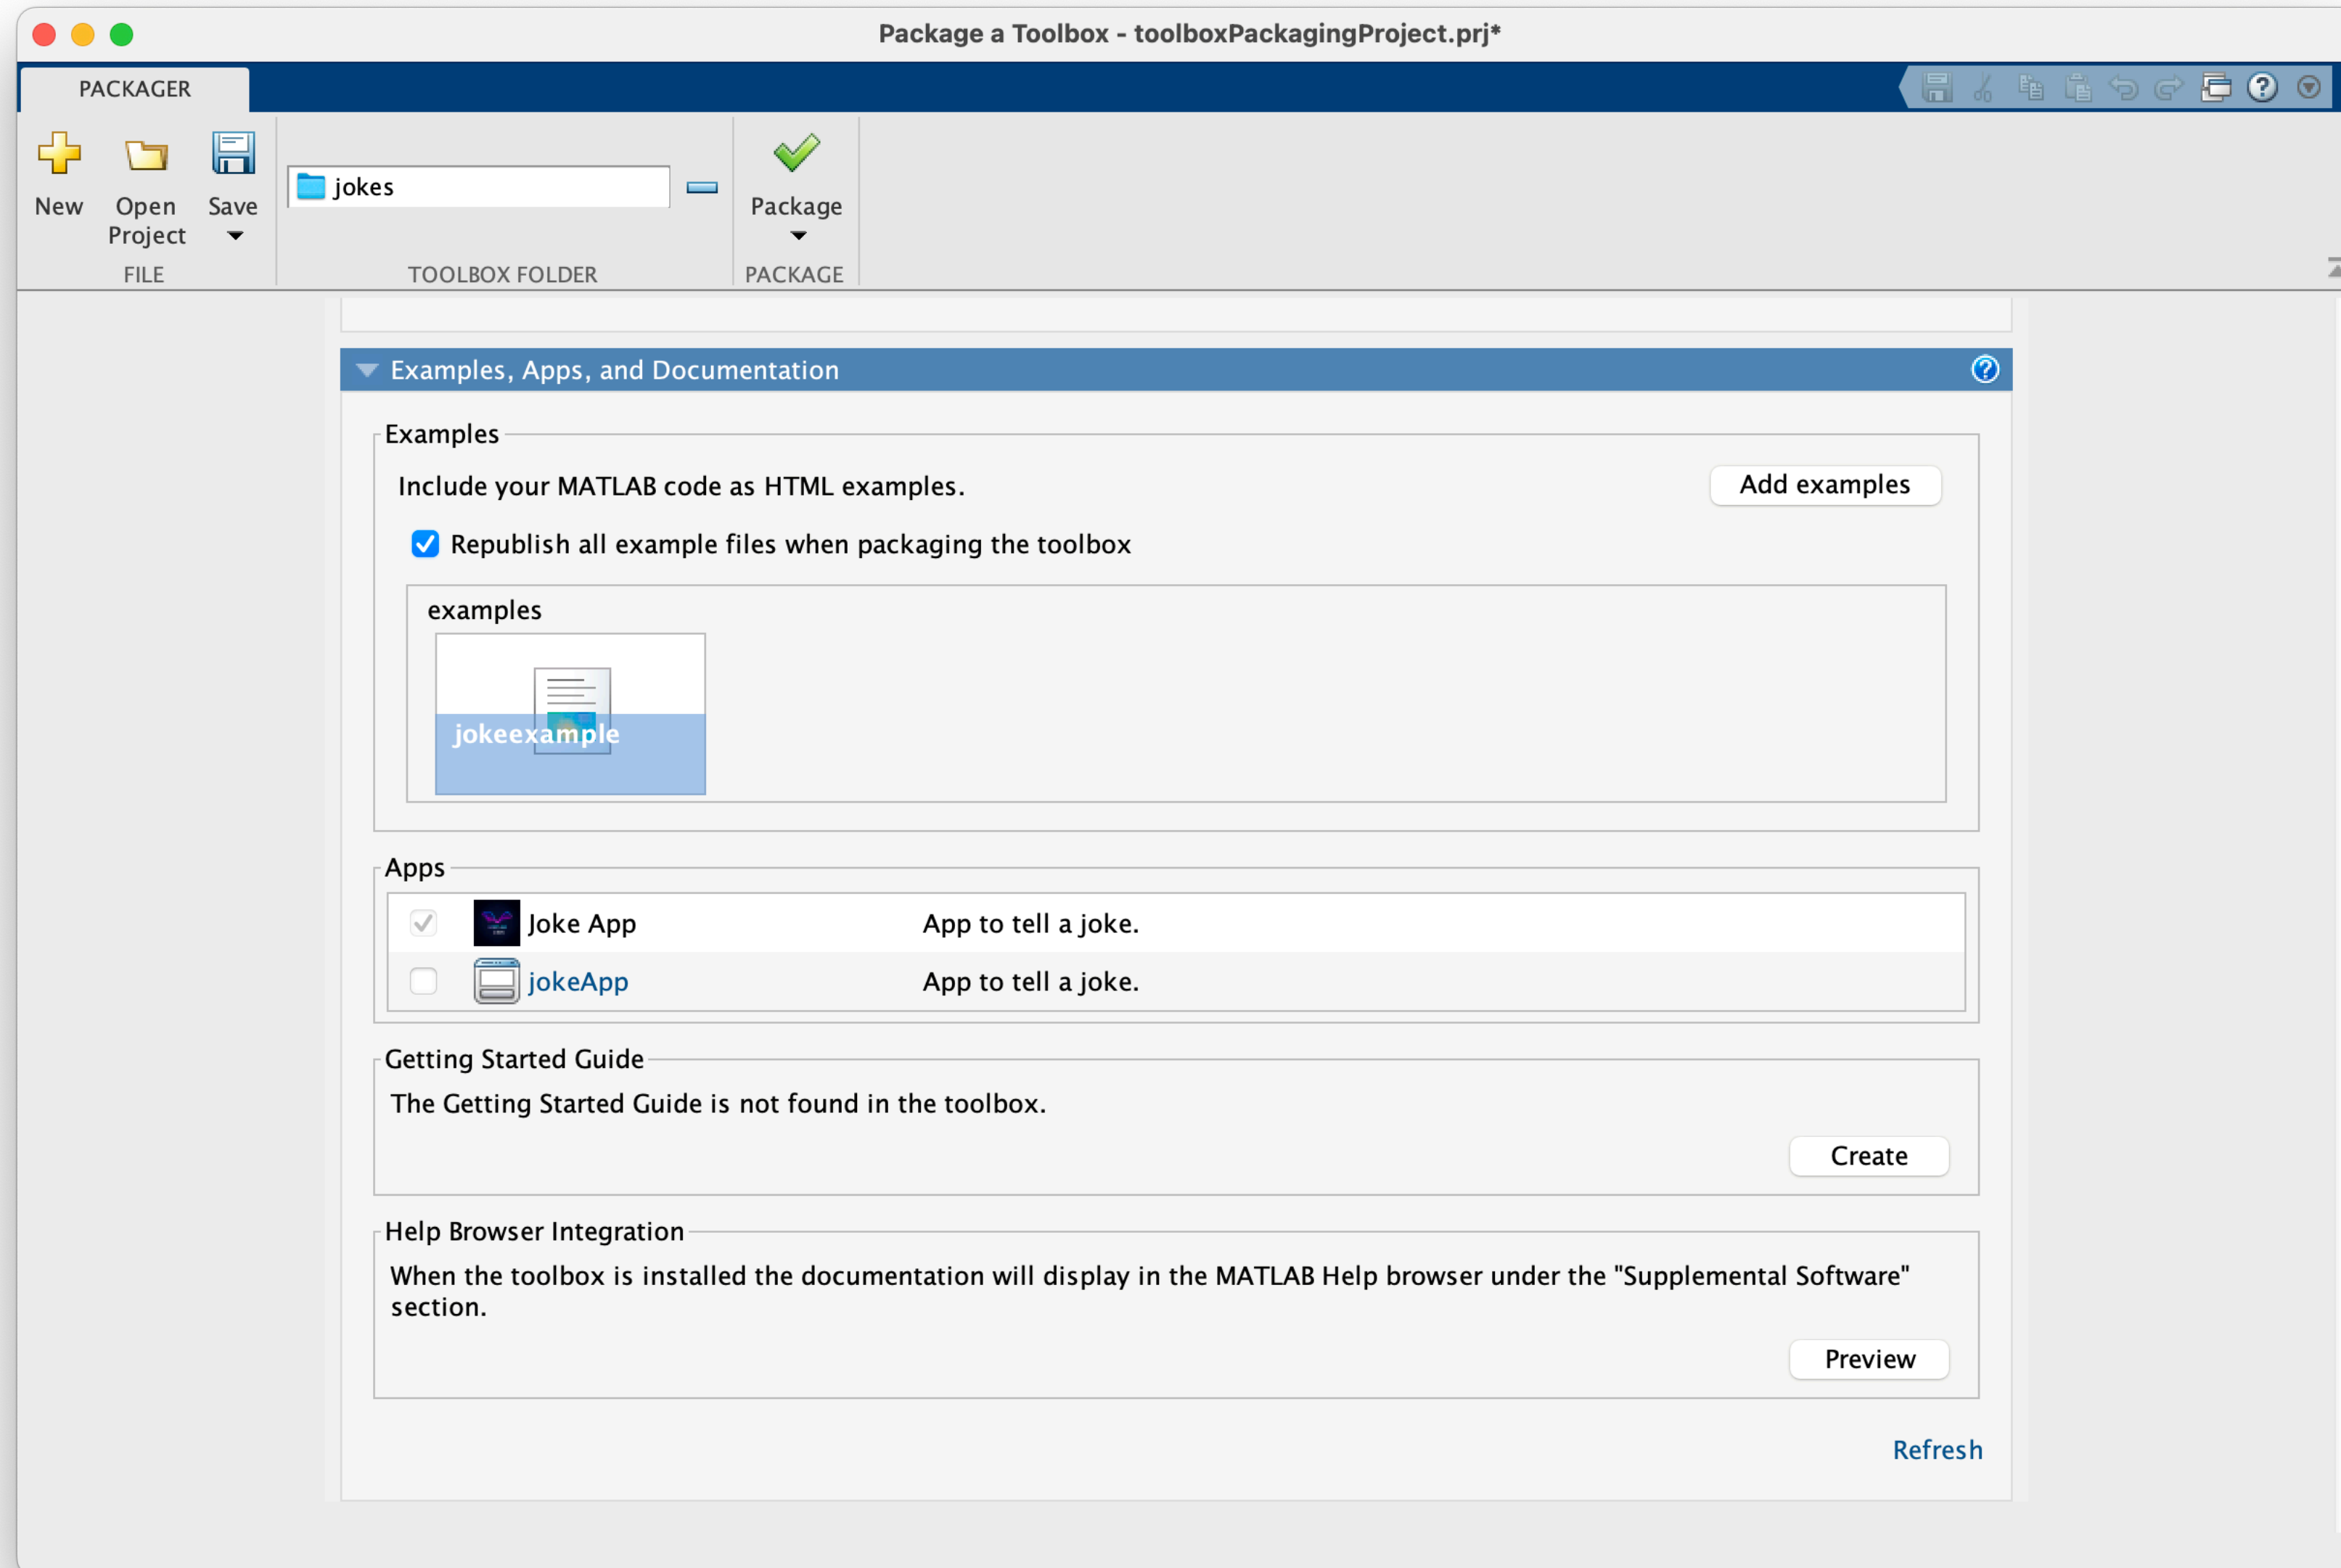 Package a Toolbox - toolboxPackagingProject.prj*
PACKAGER
New
Open Project
Save
jokes
Package
FILE
TOOLBOX FOLDER
PACKAGE
Examples, Apps, and Documentation
Examples
Include your MATLAB code as HTML examples.
Add examples
Republish all example files when packaging the toolbox
examples
jokeexample
Apps
Joke App
App to tell a joke.
jokeApp
App to tell a joke.
Getting Started Guide
The Getting Started Guide is not found in the toolbox.
Create
Help Browser Integration
When the toolbox is installed the documentation will display in the MATLAB Help browser under the "Supplemental Software"
section.
Preview
Refresh